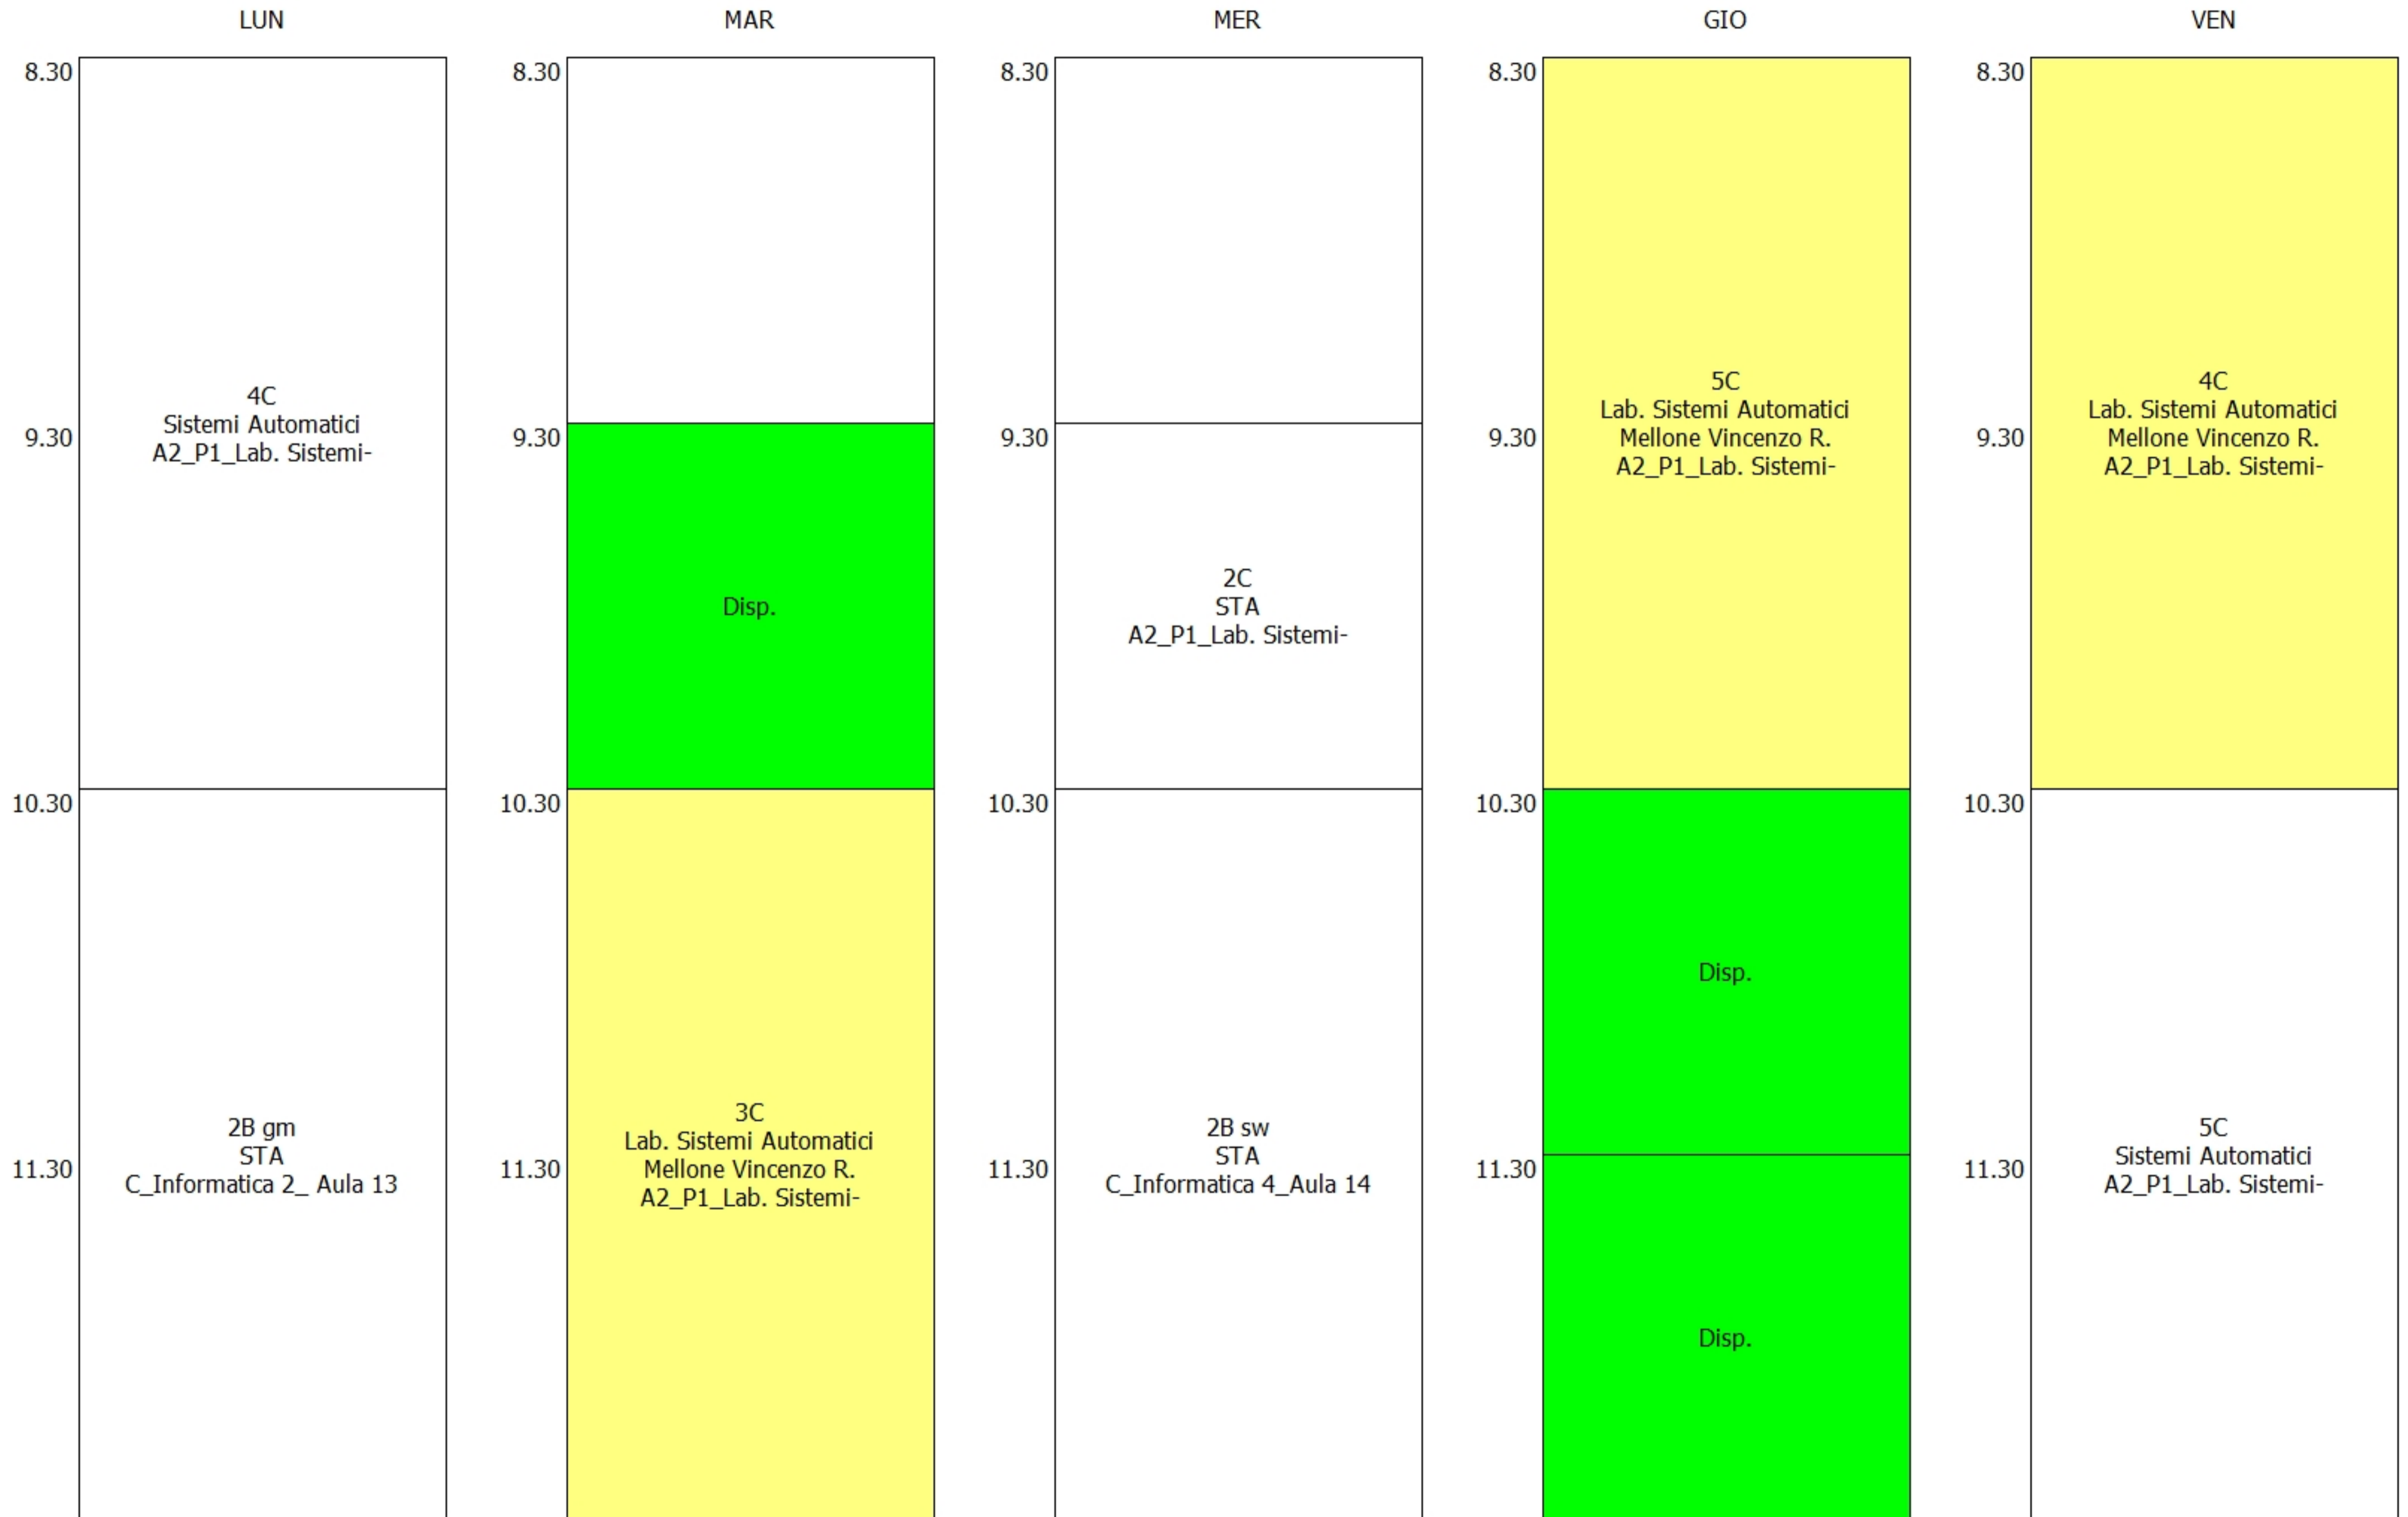 LUN
8.30
4C
Sistemi Automatici
A2_P1_Lab. Sistemi-
9.30
10.30
2B gm
STA
C_Informatica 2_ Aula 13
11.30
MAR
8.30
9.30
Disp.
10.30
3C
Lab. Sistemi Automatici
Mellone Vincenzo R.
A2_P1_Lab. Sistemi-
11.30
MER
8.30
9.30
2C
STA
A2_P1_Lab. Sistemi-
10.30
2B sw
STA
C_Informatica 4_Aula 14
11.30
GIO
8.30
5C
Lab. Sistemi Automatici
Mellone Vincenzo R.
A2_P1_Lab. Sistemi-
9.30
10.30
Disp.
11.30
Disp.
VEN
8.30
4C
Lab. Sistemi Automatici
Mellone Vincenzo R.
A2_P1_Lab. Sistemi-
9.30
10.30
5C
Sistemi Automatici
A2_P1_Lab. Sistemi-
11.30